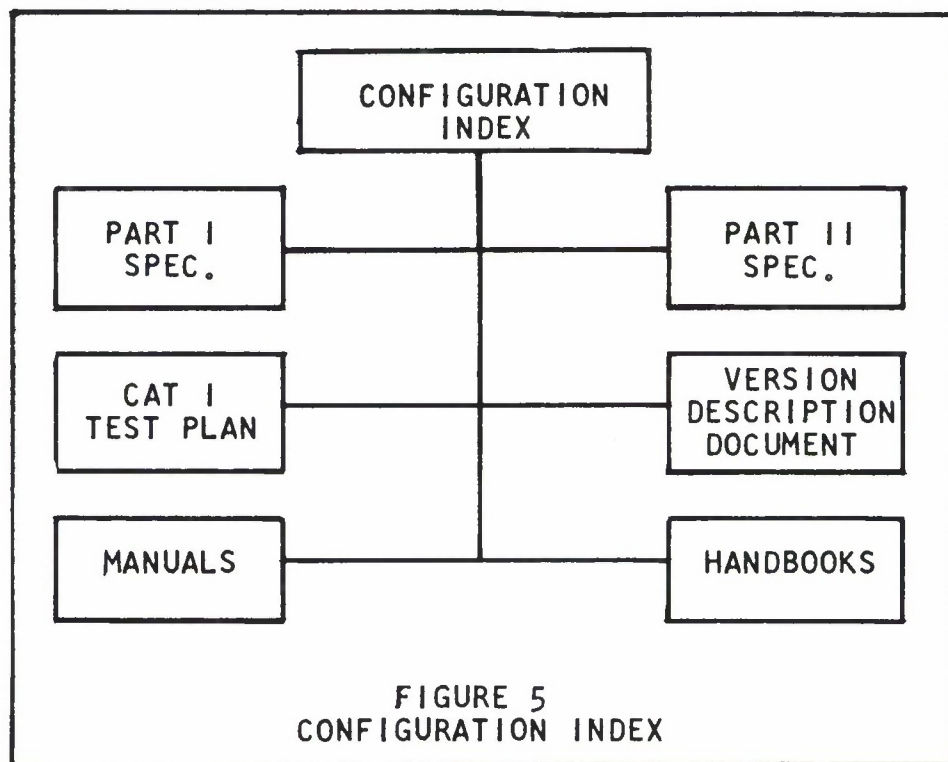 CONFIGURATION
INDEX
PART I
SPEC.
PART II
SPEC.
CAT I
TEST PLAN
VERSION
DESCRIPTION
DOCUMENT
MANUALS
HANDBOOKS
FIGURE 5
CONFIGURATION INDEX